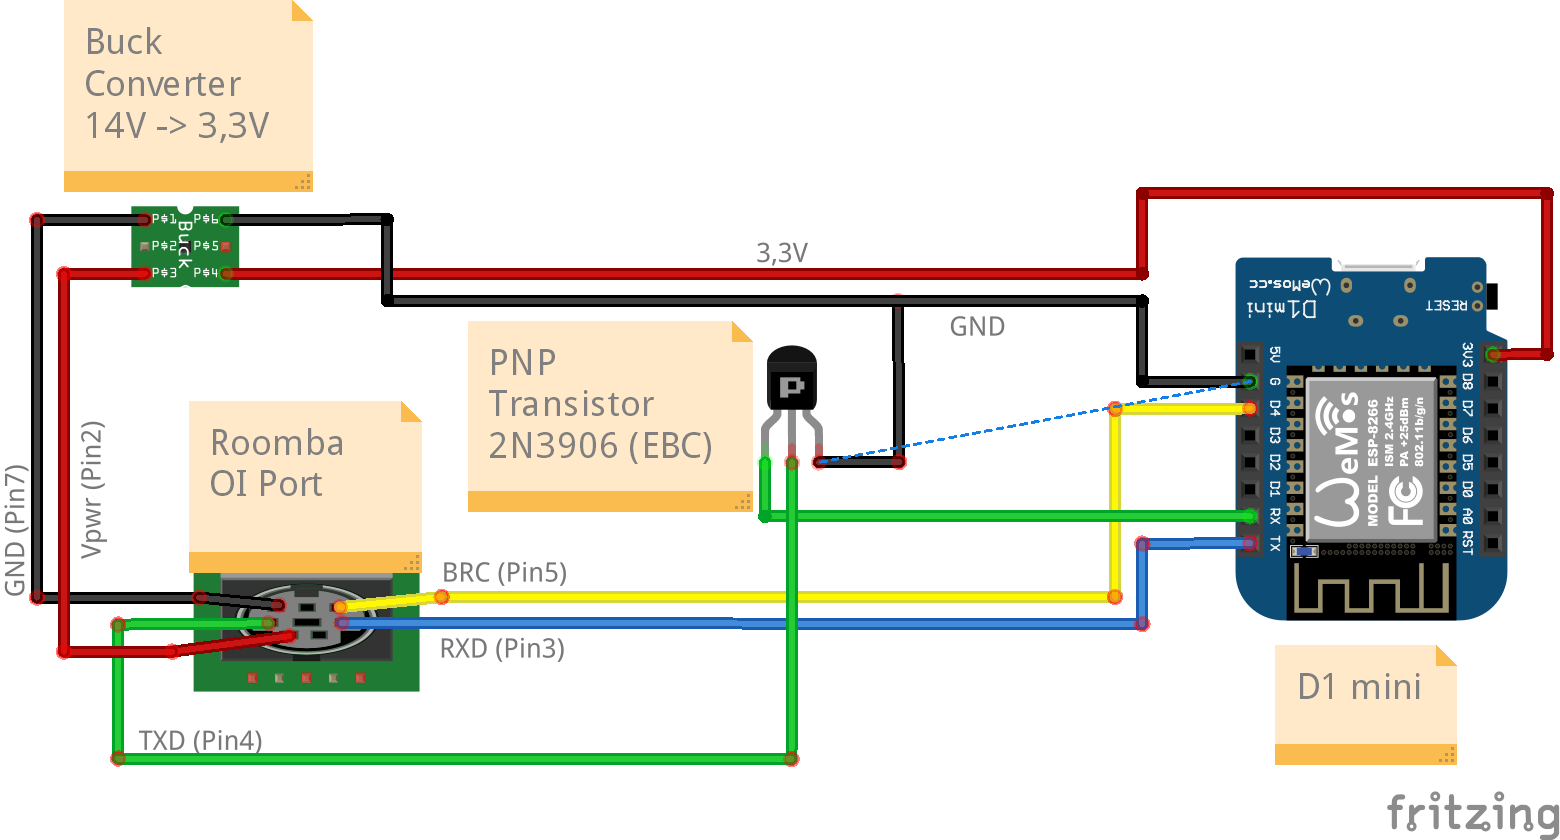 Buck
Converter
14V -> 3,3V
P$1
P$6
P$2
P$5
P$3
P$4
Buck
3,3V
GND
PNP
Transistor
2N3906 (EBC)
P
Roomba
OI Port
GND (Pin7)
Vpwr (Pin2)
BRC (Pin5)
RXD (Pin3)
TXD (Pin4)
WeMos.cc
D1 mini
RESET
5V
G
D4
D3
D2
D1
RX
TX
3V3
D8
D7
D6
D5
D0
A0
RST
WeMos
MODEL ESP-8266
ISM 2.4GHz
PA +25dBm
802.11b/g/n
FC
D1 mini
fritzing